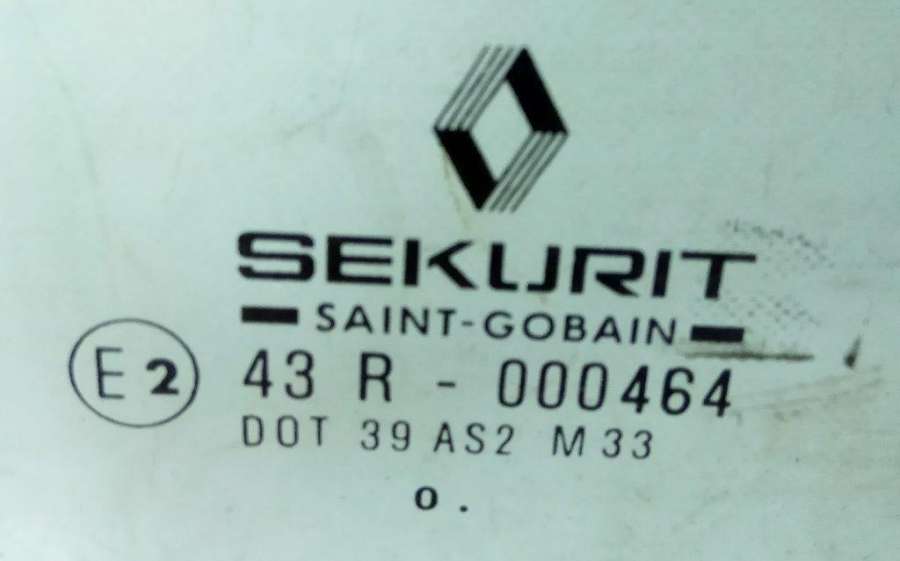 SEKURIT
SAINT-GOBAIN
E2 43 R - 000464
DOT 39 AS2 M33
o .